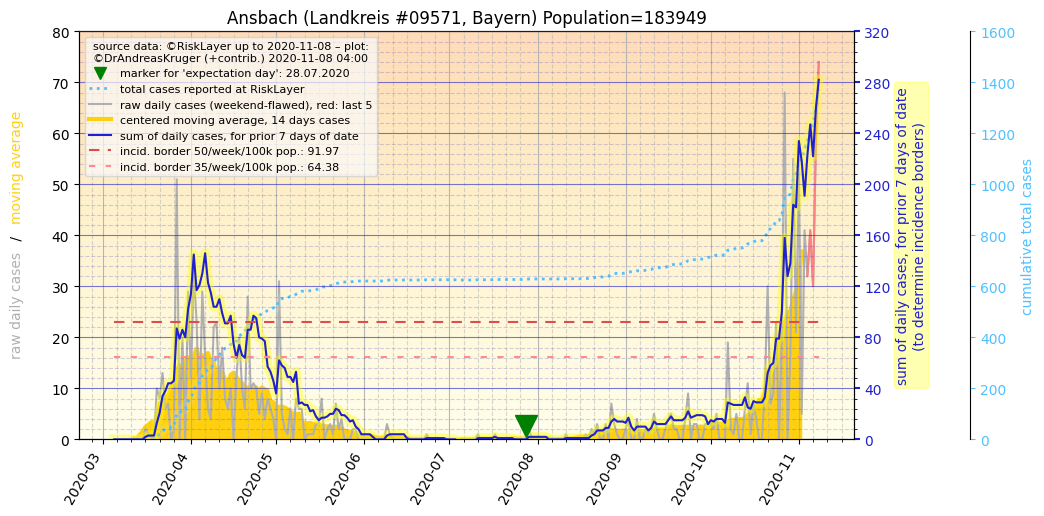 Ansbach (Landkreis #09571, Bayern) Population=183949
source data: ©RiskLayer up to 2020-11-08 – plot:
©DrAndreasKruger (+contrib.) 2020-11-08 04:00
marker for 'expectation day': 28.07.2020
total cases reported at RiskLayer
raw daily cases (weekend-flawed), red: last 5
centered moving average, 14 days cases
sum of daily cases, for prior 7 days of date
incid. border 50/week/100k pop.: 91.97
incid. border 35/week/100k pop.: 64.38
raw daily cases / moving average
80
70
60
50
40
30
20
10
0
320
280
240
200
160
120
80
40
0
sum of daily cases, for prior 7 days of date
(to determine incidence borders)
1600
1400
1200
1000
800
600
400
200
0
cumulative total cases
2020-03
2020-04
2020-05
2020-06
2020-07
2020-08
2020-09
2020-10
2020-11